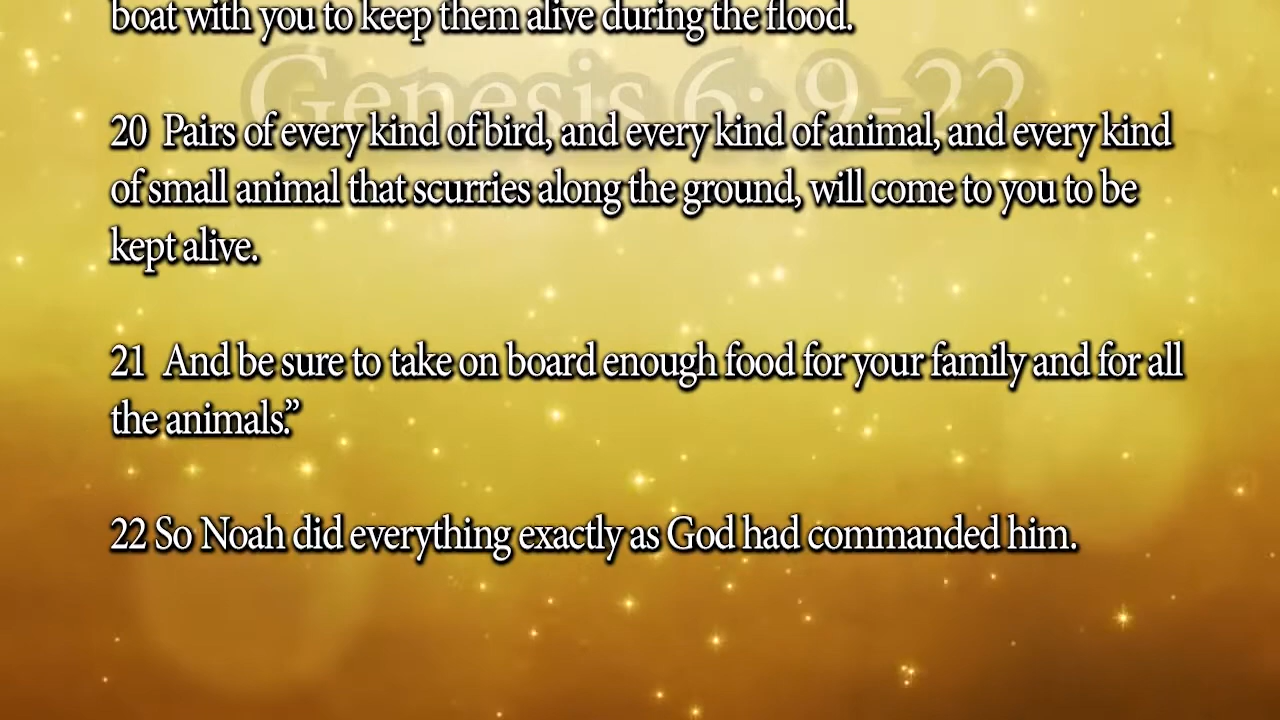 boat with you to keep them alive during the flood.
Genesis 6: 9-22
20  Pairs of every kind of bird, and every kind of animal, and every kind
of small animal that scurries along the ground, will come to you to be
kept alive.
21  And be sure to take on board enough food for your family and for all
the animals.”
22 So Noah did everything exactly as God had commanded him.